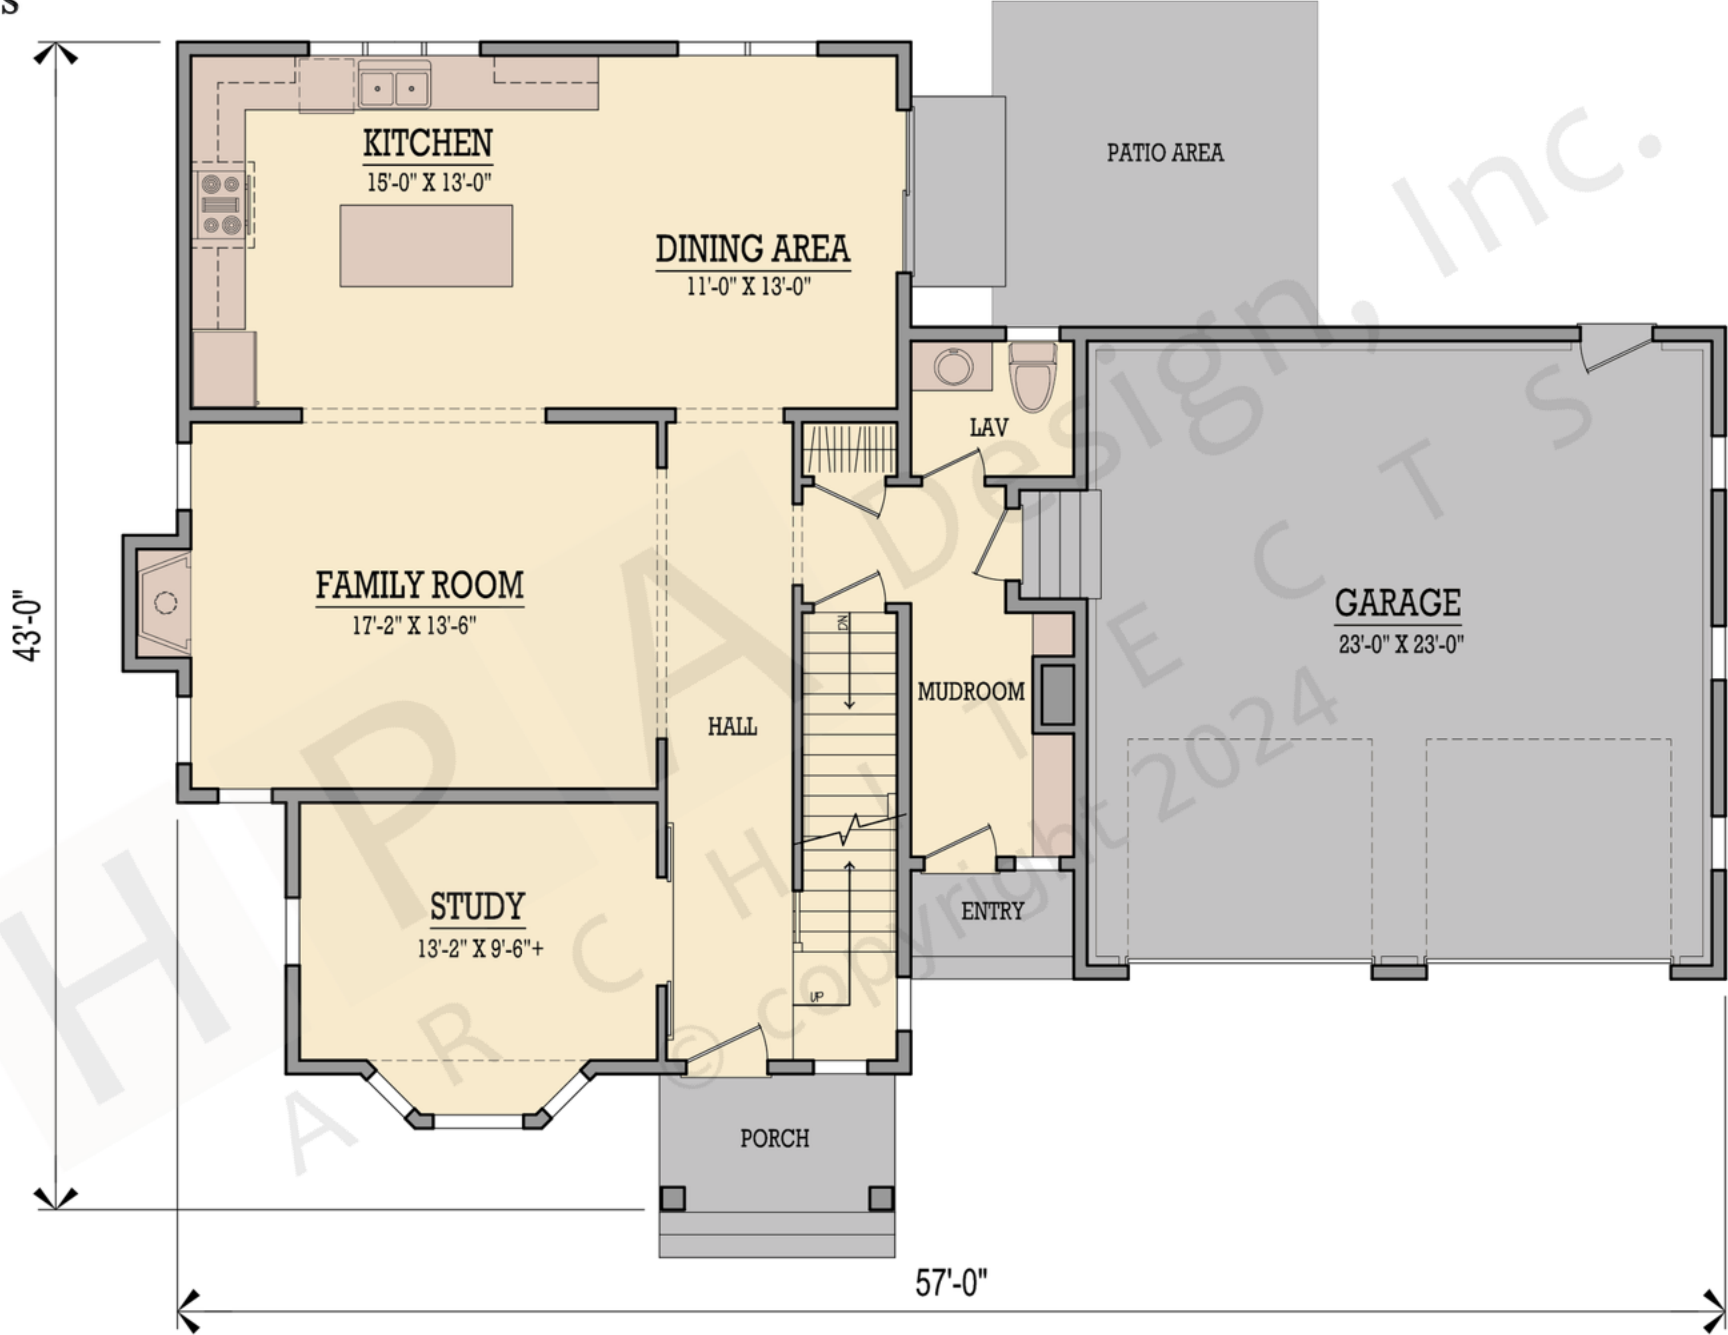 s
KITCHEN
15'-0" X 13'-0"
PATIO AREA
DINING AREA
11'-0" X 13'-0"
LAV
FAMILY ROOM
17'-2" X 13'-6"
GARAGE
23'-0" X 23'-0"
43'-0"
DN
MUDROOM
HALL
STUDY
13'-2" X 9'-6"+
ENTRY
UP
PORCH
57'-0"
HPA Design, Inc.
ARCHITECTS
© copyright 2024